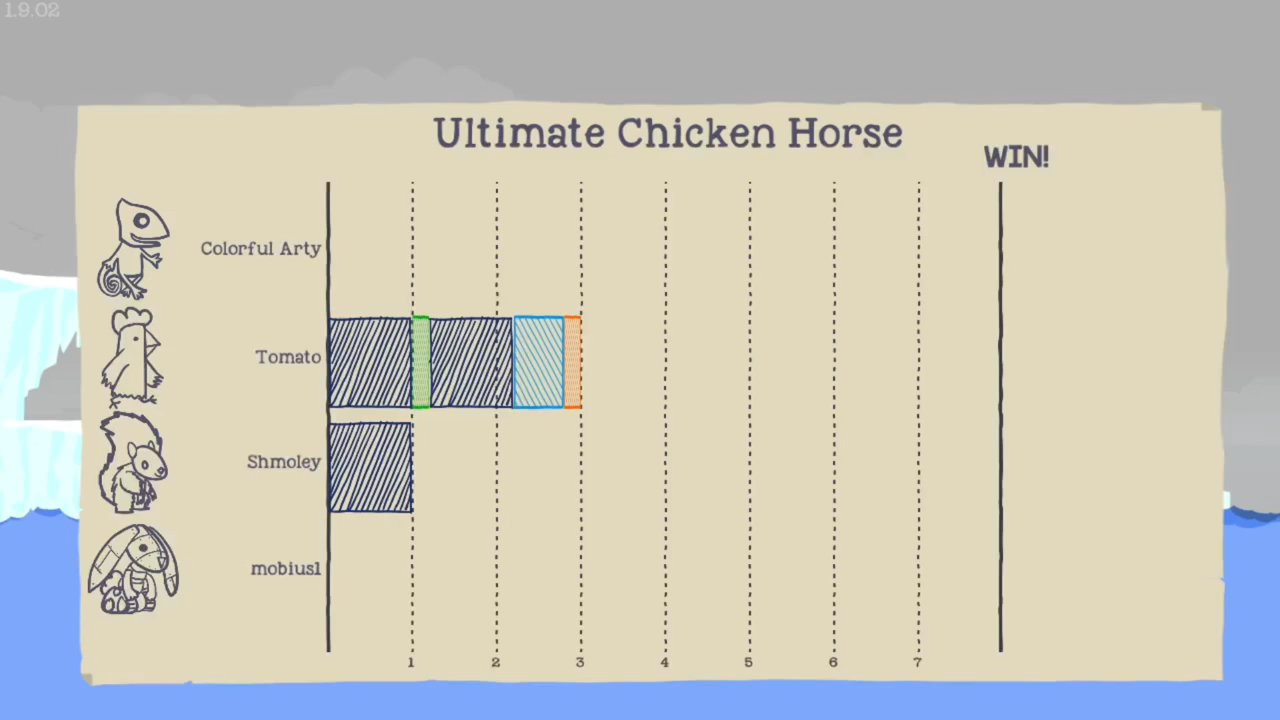 1.9.02
Ultimate Chicken Horse
WIN!
Colorful Arty
Tomato
Shmoley
mobius1
1 2 3 4 5 6 7